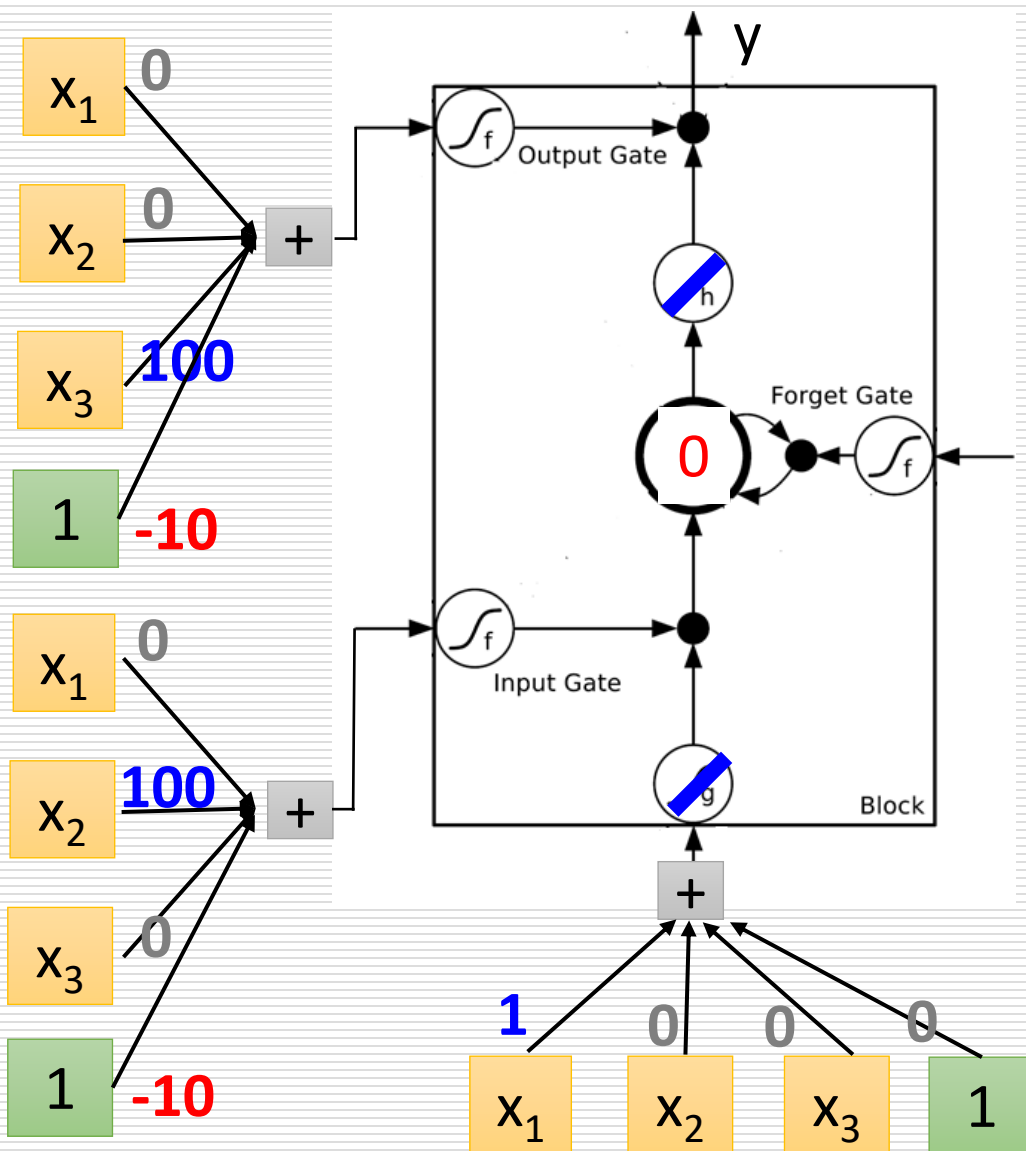 y
x1
0
f
Output Gate
x2
0
+
h
x3
100
Forget Gate
0
f
1
-10
x1
0
f
Input Gate
x2
100
+
g
Block
x3
0
+
1
-10
1
0
0
0
x1
x2
x3
1